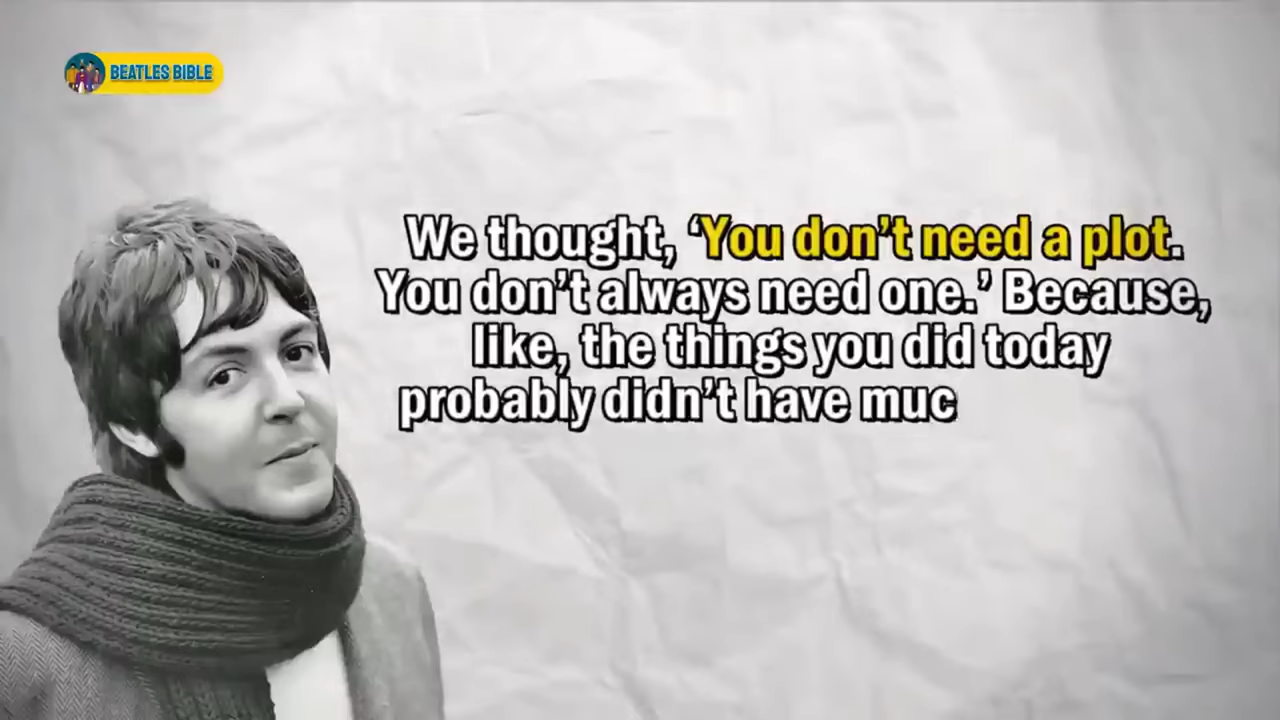 BEATLES BIBLE
We thought, ‘You don’t need a plot.
You don’t always need one.’ Because,
like, the things you did today
probably didn’t have muc